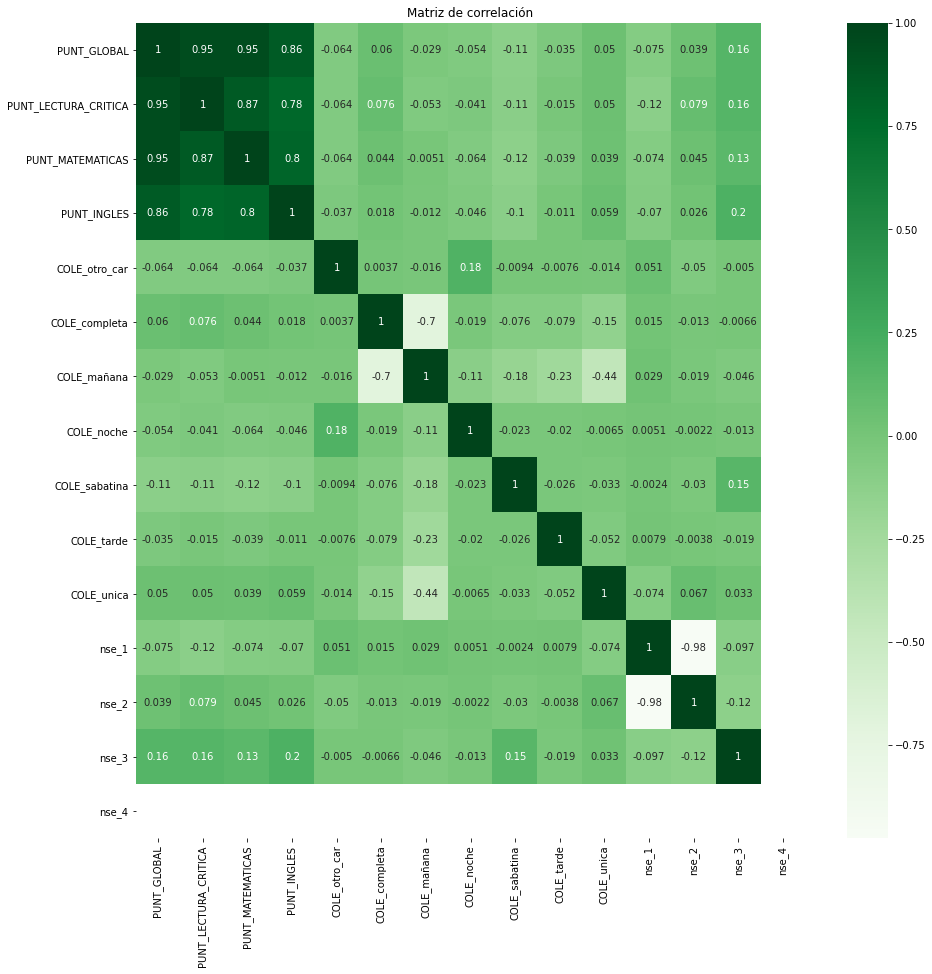 Matriz de correlación
PUNT_GLOBAL 1 0.95 0.95 0.86 -0.064 0.06 -0.029 -0.054 -0.11 -0.035 0.05 -0.075 0.039 0.16
PUNT_LECTURA_CRITICA 0.95 1 0.87 0.78 -0.064 0.076 -0.053 -0.041 -0.11 -0.015 0.05 -0.12 0.079 0.16
PUNT_MATEMATICAS 0.95 0.87 1 0.8 -0.064 0.044 -0.0051 -0.064 -0.12 -0.039 0.039 -0.074 0.045 0.13
PUNT_INGLES 0.86 0.78 0.8 1 -0.037 0.018 -0.012 -0.046 -0.1 -0.011 0.059 -0.07 0.026 0.2
COLE_otro_car -0.064 -0.064 -0.064 -0.037 1 0.0037 -0.016 0.18 -0.0094 -0.0076 -0.014 0.051 -0.05 -0.005
COLE_completa 0.06 0.076 0.044 0.018 0.0037 1 -0.7 -0.019 -0.076 -0.079 -0.15 0.015 -0.013 -0.0066
COLE_mañana -0.029 -0.053 -0.0051 -0.012 -0.016 -0.7 1 -0.11 -0.18 -0.23 -0.44 0.029 -0.019 -0.046
COLE_noche -0.054 -0.041 -0.064 -0.046 0.18 -0.019 -0.11 1 -0.023 -0.02 -0.0065 0.0051 -0.0022 -0.013
COLE_sabatina -0.11 -0.11 -0.12 -0.1 -0.0094 -0.076 -0.18 -0.023 1 -0.026 -0.033 -0.0024 -0.03 0.15
COLE_tarde -0.035 -0.015 -0.039 -0.011 -0.0076 -0.079 -0.23 -0.02 -0.026 1 -0.052 0.0079 -0.0038 -0.019
COLE_unica 0.05 0.05 0.039 0.059 -0.014 -0.15 -0.44 -0.0065 -0.033 -0.052 1 -0.074 0.067 0.033
nse_1 -0.075 -0.12 -0.074 -0.07 0.051 0.015 0.029 0.0051 -0.0024 0.0079 -0.074 1 -0.98 -0.097
nse_2 0.039 0.079 0.045 0.026 -0.05 -0.013 -0.019 -0.0022 -0.03 -0.0038 0.067 -0.98 1 -0.12
nse_3 0.16 0.16 0.13 0.2 -0.005 -0.0066 -0.046 -0.013 0.15 -0.019 0.033 -0.097 -0.12 1
nse_4
PUNT_GLOBAL
PUNT_LECTURA_CRITICA
PUNT_MATEMATICAS
PUNT_INGLES
COLE_otro_car
COLE_completa
COLE_mañana
COLE_noche
COLE_sabatina
COLE_tarde
COLE_unica
nse_1
nse_2
nse_3
nse_4
1.00
0.75
0.50
0.25
0.00
−0.25
−0.50
−0.75